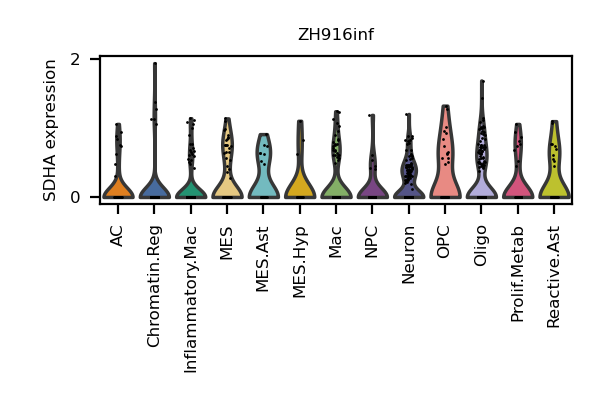 ZH916inf
SDHA expression
2
0
AC
Chromatin.Reg
Inflammatory.Mac
MES
MES.Ast
MES.Hyp
Mac
NPC
Neuron
OPC
Oligo
Prolif.Metab
Reactive.Ast